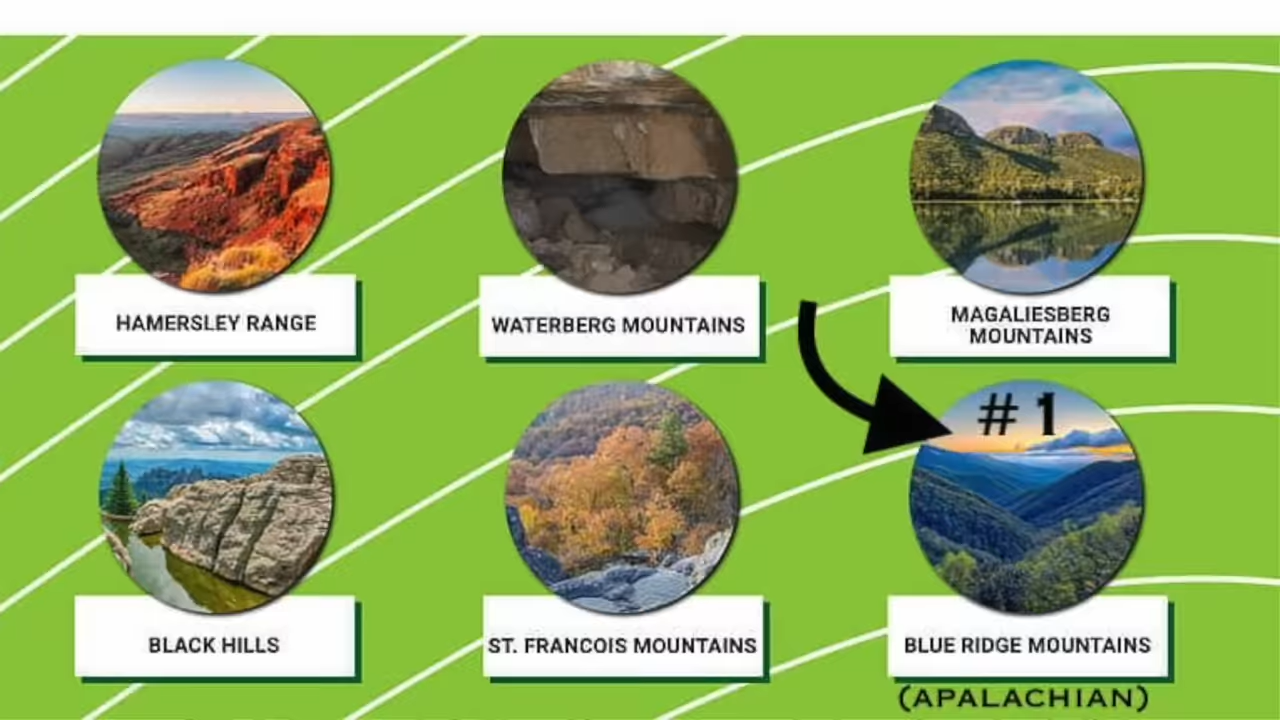 HAMERSLEY RANGE
WATERBERG MOUNTAINS
MAGALIESBERG
MOUNTAINS
#1
BLACK HILLS
ST. FRANCOIS MOUNTAINS
BLUE RIDGE MOUNTAINS
(APALACHIAN)